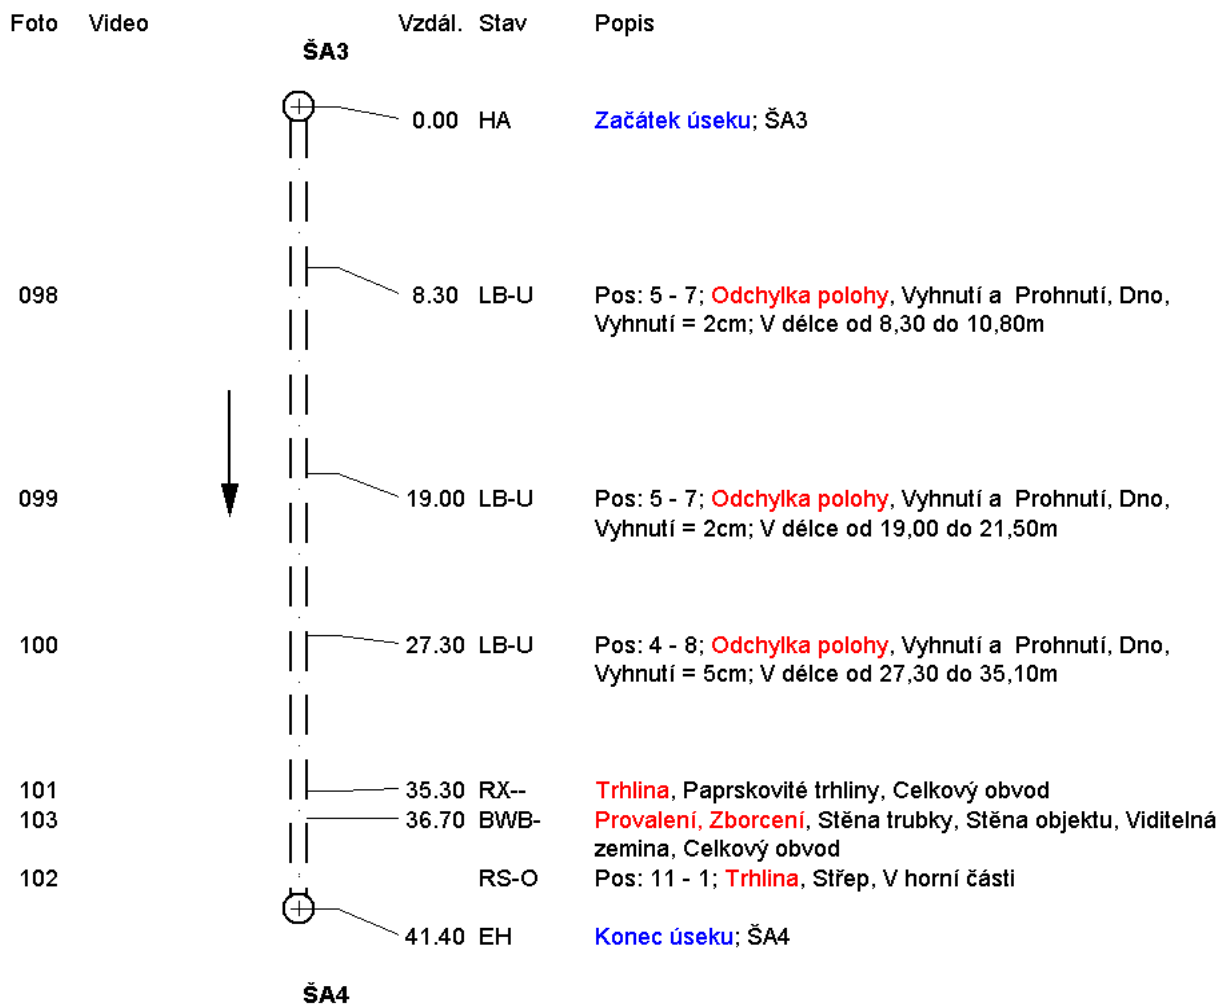 Foto Video Vzdál. Stav Popis
ŠA3
0.00 HA Začátek úseku; ŠA3
098 8.30 LB-U Pos: 5 - 7; Odchylka polohy, Vyhnutí a Prohnutí, Dno,
Vyhnutí = 2cm; V délce od 8,30 do 10,80m
099 19.00 LB-U Pos: 5 - 7; Odchylka polohy, Vyhnutí a Prohnutí, Dno,
Vyhnutí = 2cm; V délce od 19,00 do 21,50m
100 27.30 LB-U Pos: 4 - 8; Odchylka polohy, Vyhnutí a Prohnutí, Dno,
Vyhnutí = 5cm; V délce od 27,30 do 35,10m
101 35.30 RX-- Trhlina, Paprskovité trhliny, Celkový obvod
103 36.70 BWB- Provalení, Zborcení, Stěna trubky, Stěna objektu, Viditelná
zemina, Celkový obvod
102 RS-O Pos: 11 - 1; Trhlina, Střep, V horní části
41.40 EH Konec úseku; ŠA4
ŠA4